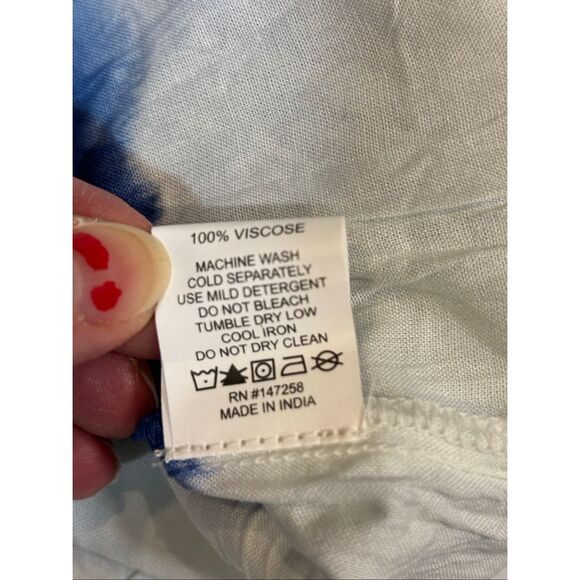 100% VISCOSE
MACHINE WASH
COLD SEPARATELY
USE MILD DETERGENT
DO NOT BLEACH
TUMBLE DRY LOW
COOL IRON
DO NOT DRY CLEAN
RN #147258
MADE IN INDIA